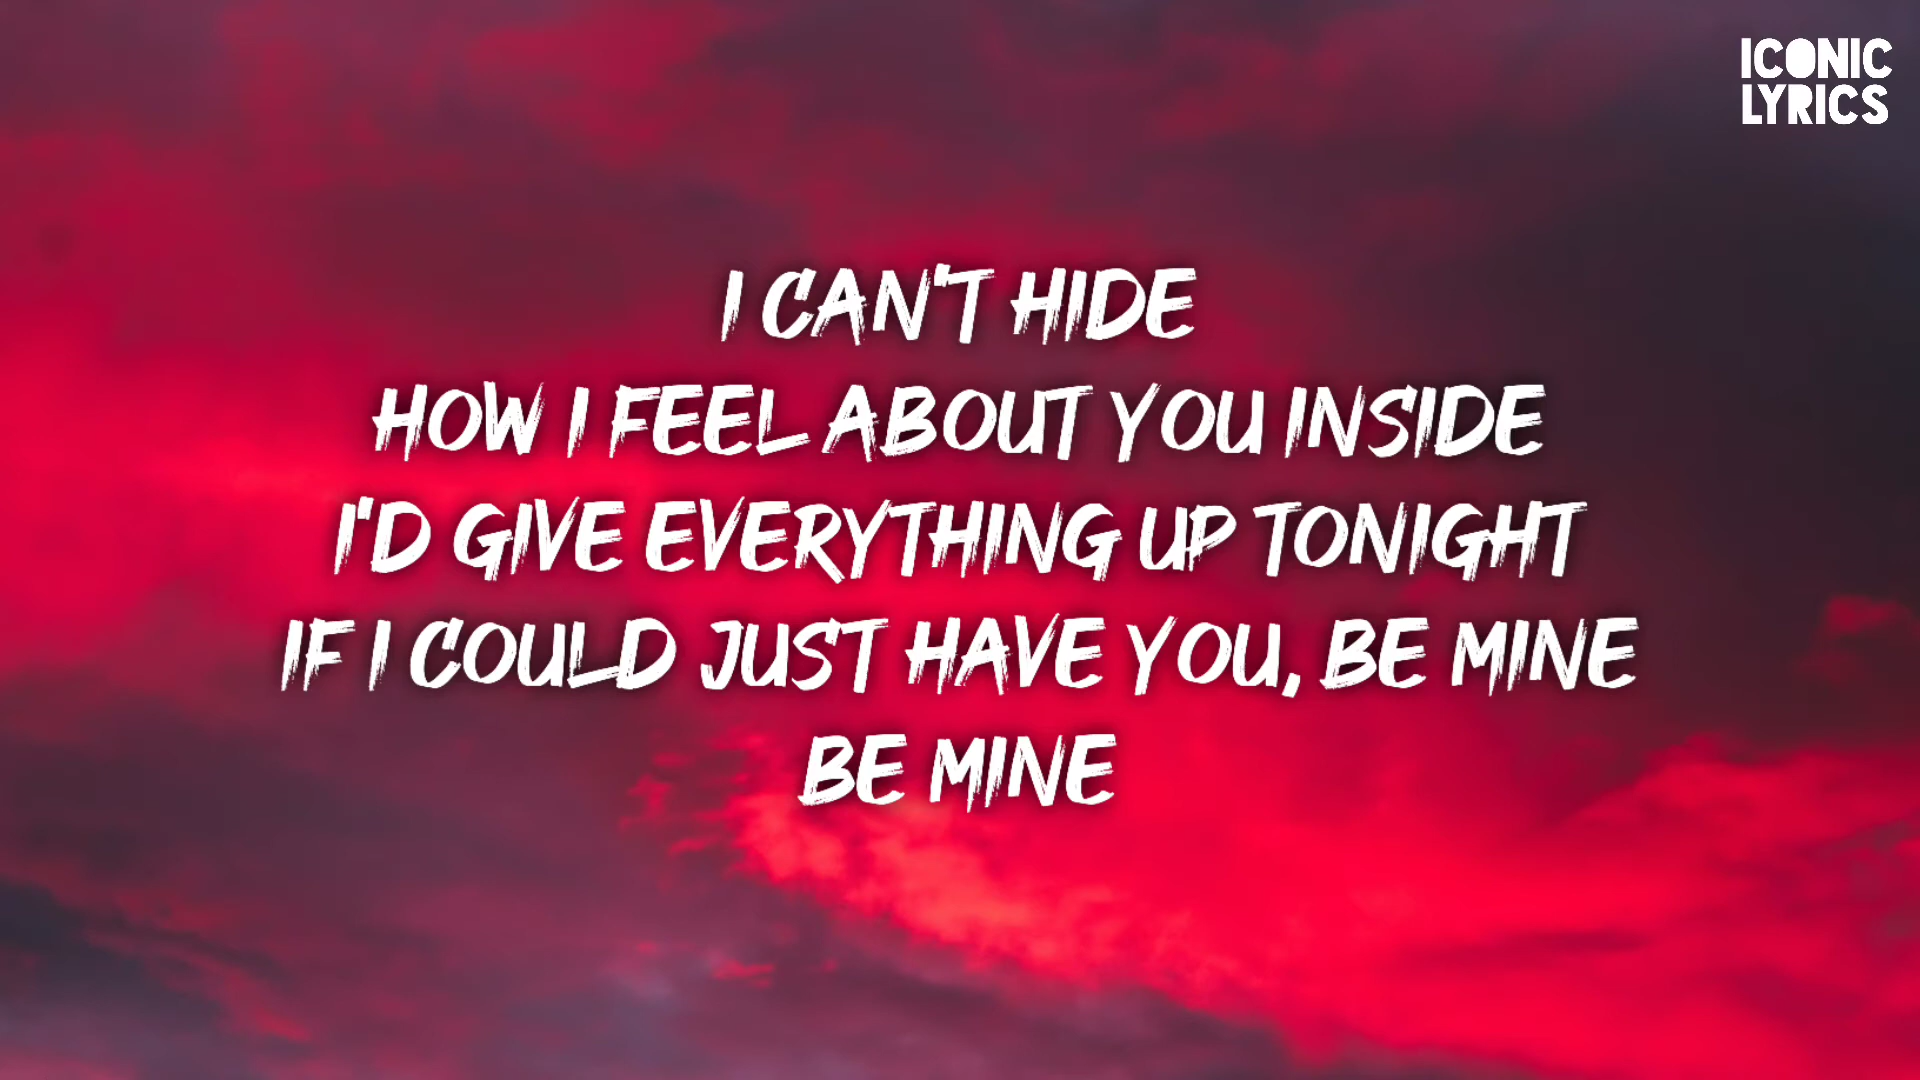 ICONIC
LYRICS
I CAN'T HIDE
HOW I FEEL ABOUT YOU INSIDE
I'D GIVE EVERYTHING UP TONIGHT
IF I COULD JUST HAVE YOU, BE MINE
BE MINE